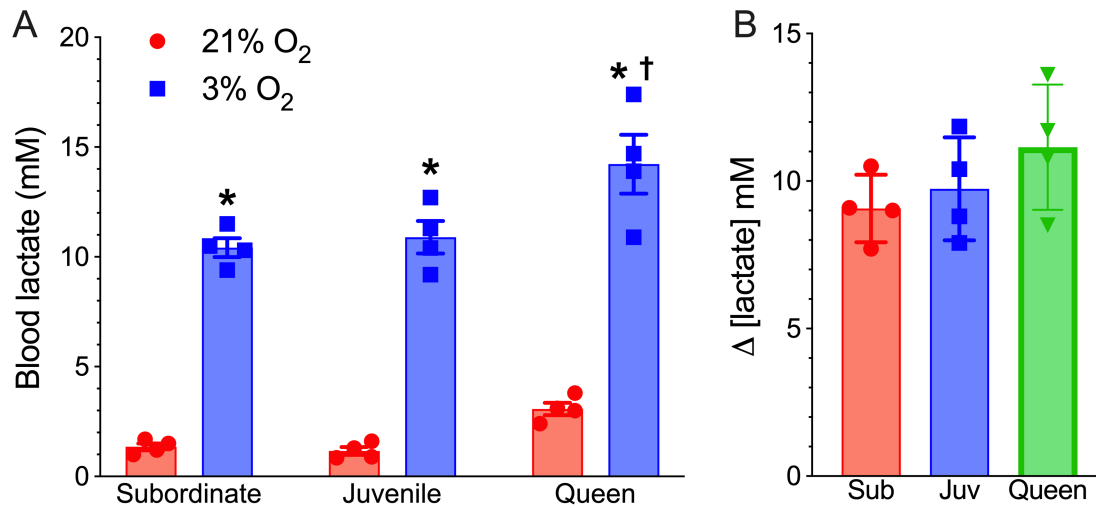 A
21% O2
3% O2
Blood lactate (mM)
20
15
10
5
0
*
*
* †
Subordinate Juvenile Queen
B
Δ [lactate] mM
15
10
5
0
Sub Juv Queen